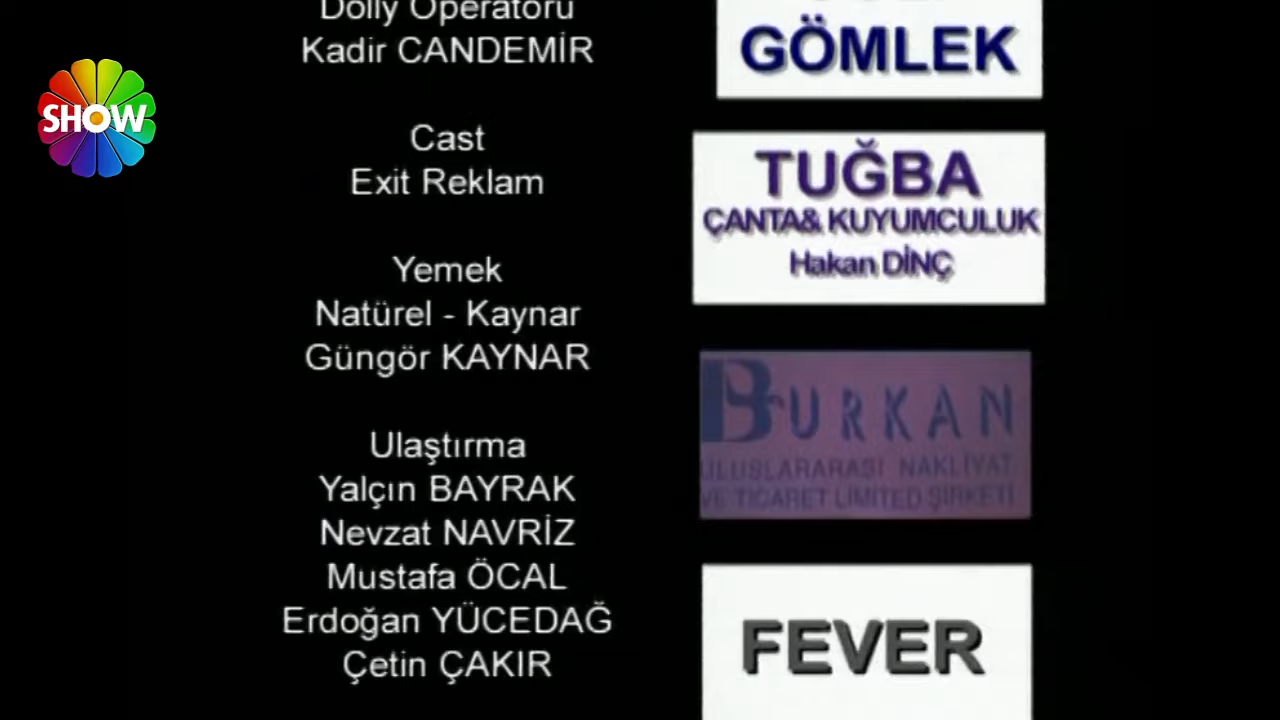 SHOW
Dolly Operatörü
Kadir CANDEMİR
Cast
Exit Reklam
Yemek
Natürel - Kaynar
Güngör KAYNAR
Ulaştırma
Yalçın BAYRAK
Nevzat NAVRİZ
Mustafa ÖCAL
Erdoğan YÜCEDAĞ
Çetin ÇAKIR
GÖMLEK
TUĞBA
ÇANTA& KUYUMCULUK
Hakan DİNÇ
BURKAN
ULUSLARARASI NAKLİYAT
VE TİCARET LİMİTED ŞİRKETİ
FEVER